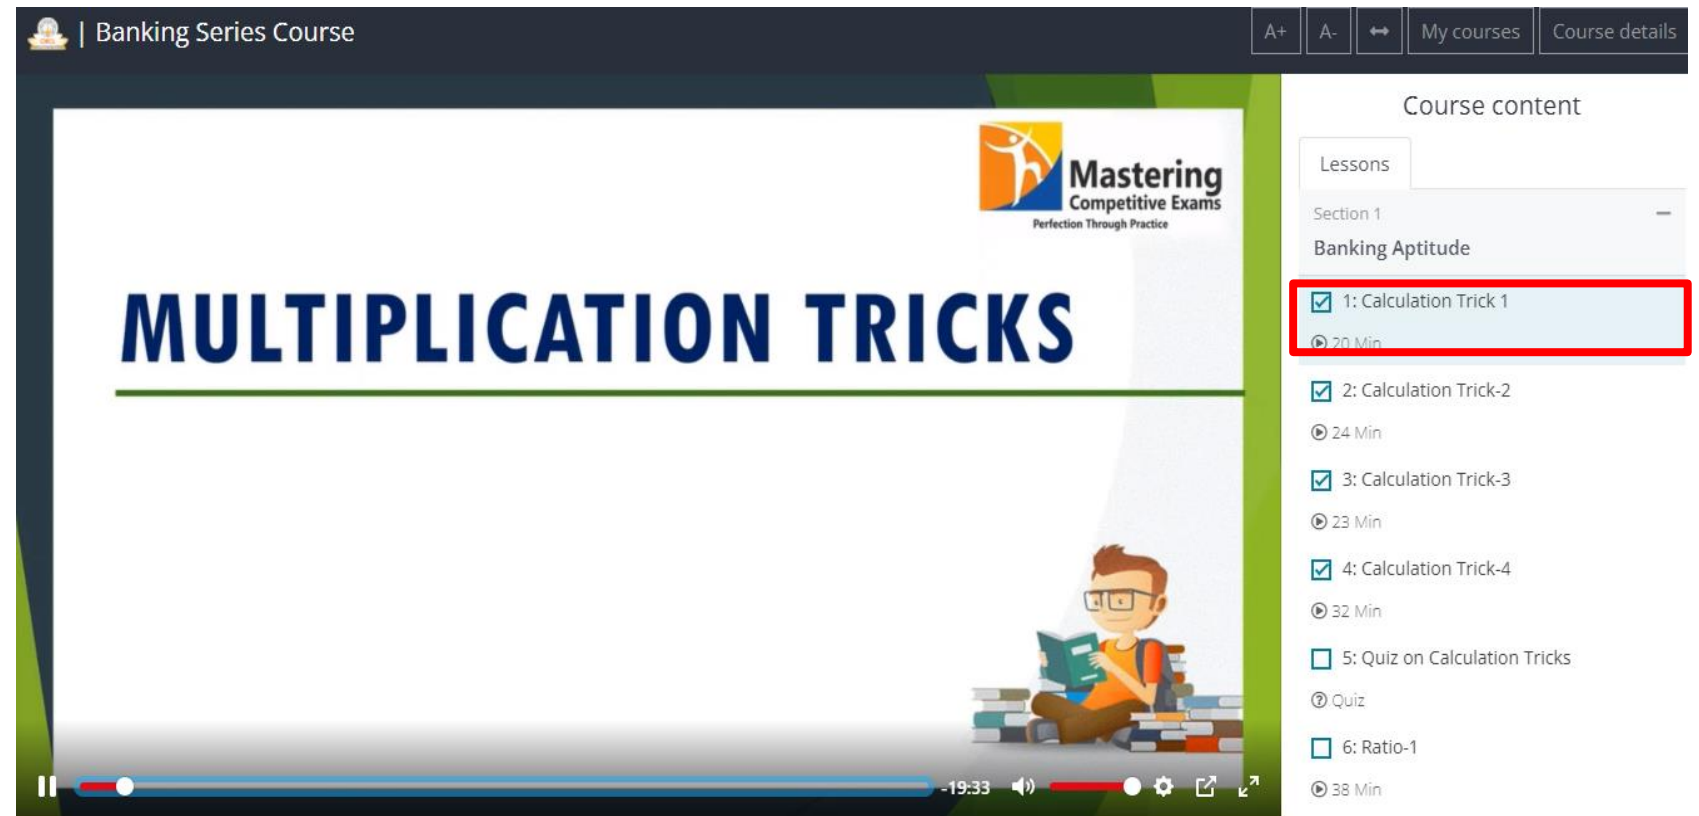 | Banking Series Course
A+
A-
My courses
Course details
Mastering
Competitive Exams
Perfection Through Practice
MULTIPLICATION TRICKS
-19:33
Course content
Lessons
Section 1
Banking Aptitude
1: Calculation Trick 1
20 Min
2: Calculation Trick-2
24 Min
3: Calculation Trick-3
23 Min
4: Calculation Trick-4
32 Min
5: Quiz on Calculation Tricks
Quiz
6: Ratio-1
38 Min